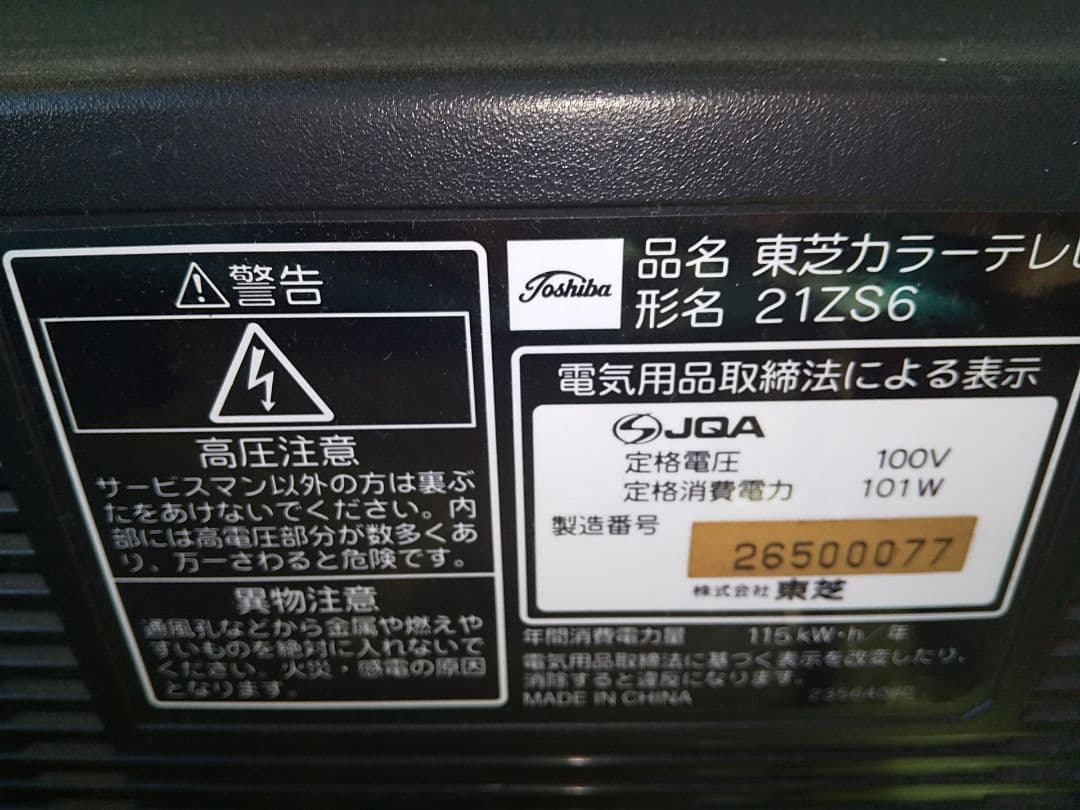 警告
高圧注意
サービスマン以外の方は裏ぶ
たをあけないでください。内
部には高電圧部分が数多くあ
り、万一さわると危険です。
異物注意
通風孔などから金属や燃えや
すいものを絶対に入れないで
ください。火災・感電の原因
となります。
Toshiba
品名 東芝カラーテレビ
形名 21ZS6
電気用品取締法による表示
JQA
定格電圧 100V
定格消費電力 101W
製造番号 26500077
株式会社 東芝
年間消費電力量 115kW・h/年
電気用品取締法に基づく表示を改変したり、
消除すると違反になります。
MADE IN CHINA